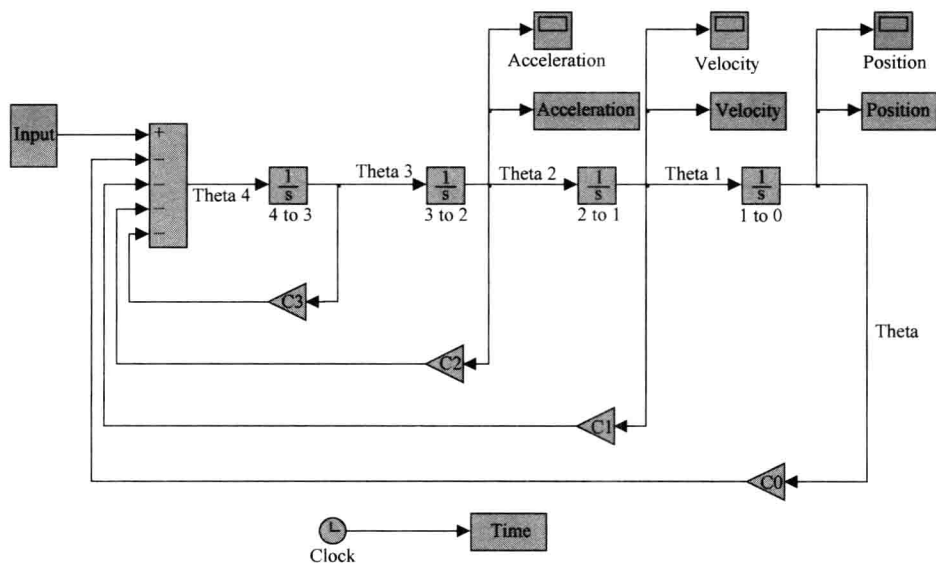 Acceleration
Velocity
Position
Input
Acceleration
Velocity
Position
+
−
−
−
−
Theta 4
1
s
4 to 3
Theta 3
1
s
3 to 2
Theta 2
1
s
2 to 1
Theta 1
1
s
1 to 0
C3
Theta
C2
C1
C0
Time
Clock